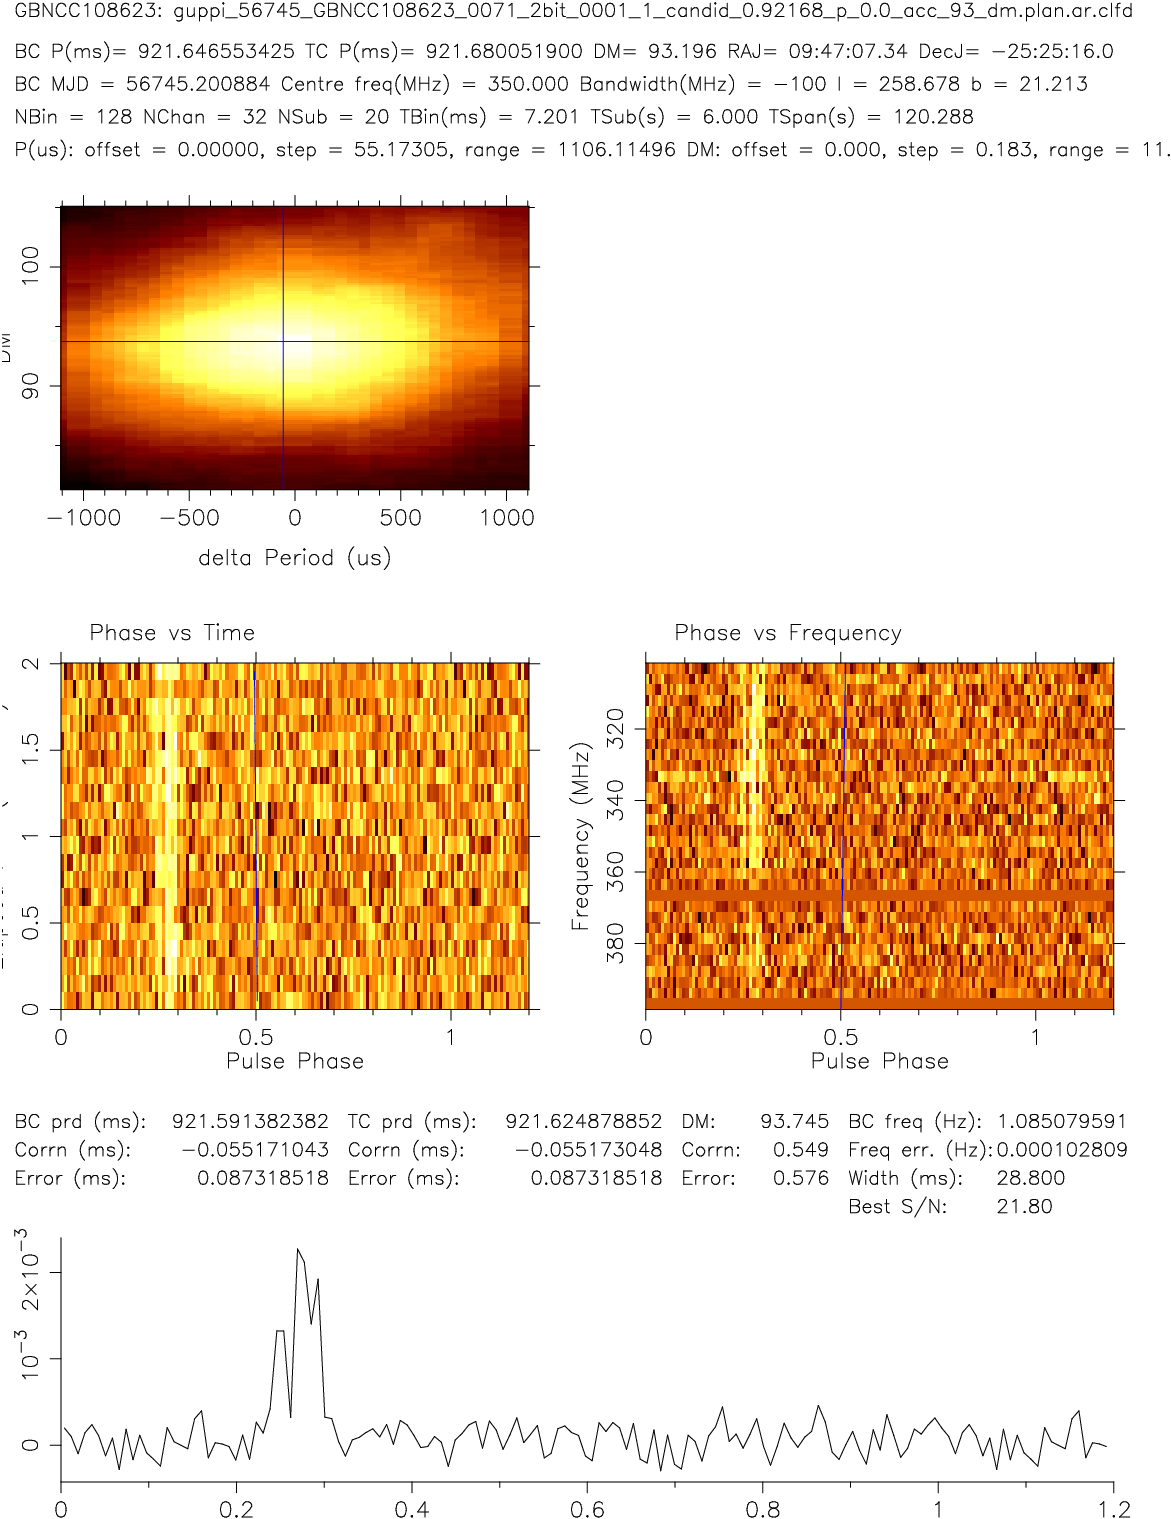 GBNCC108623: guppi_56745_GBNCC108623_0071_2bit_0001_1_candid_0.92168_p_0.0_acc_93_dm.plan.ar.clfd
BC P(ms)= 921.646553425 TC P(ms)= 921.680051900 DM= 93.196 RAJ= 09:47:07.34 DecJ= −25:25:16.0
BC MJD = 56745.200884 Centre freq(MHz) = 350.000 Bandwidth(MHz) = −100 l = 258.678 b = 21.213
NBin = 128 NChan = 32 NSub = 20 TBin(ms) = 7.201 TSub(s) = 6.000 TSpan(s) = 120.288
P(us): offset = 0.00000, step = 55.17305, range = 1106.11496 DM: offset = 0.000, step = 0.183, range = 11.
100
90
DM
−1000 −500 0 500 1000
delta Period (us)
Phase vs Time
2
1.5
1
0.5
0
0 0.5 1
Pulse Phase
Phase vs Frequency
320
340
360
380
Frequency (MHz)
0 0.5 1
Pulse Phase
BC prd (ms): 921.591382382 TC prd (ms): 921.624878852 DM: 93.745 BC freq (Hz): 1.085079591
Corrn (ms): −0.055171043 Corrn (ms): −0.055173048 Corrn: 0.549 Freq err. (Hz): 0.000102809
Error (ms): 0.087318518 Error (ms): 0.087318518 Error: 0.576 Width (ms): 28.800
Best S/N: 21.80
2×10⁻³
10⁻³
0
0 0.2 0.4 0.6 0.8 1 1.2